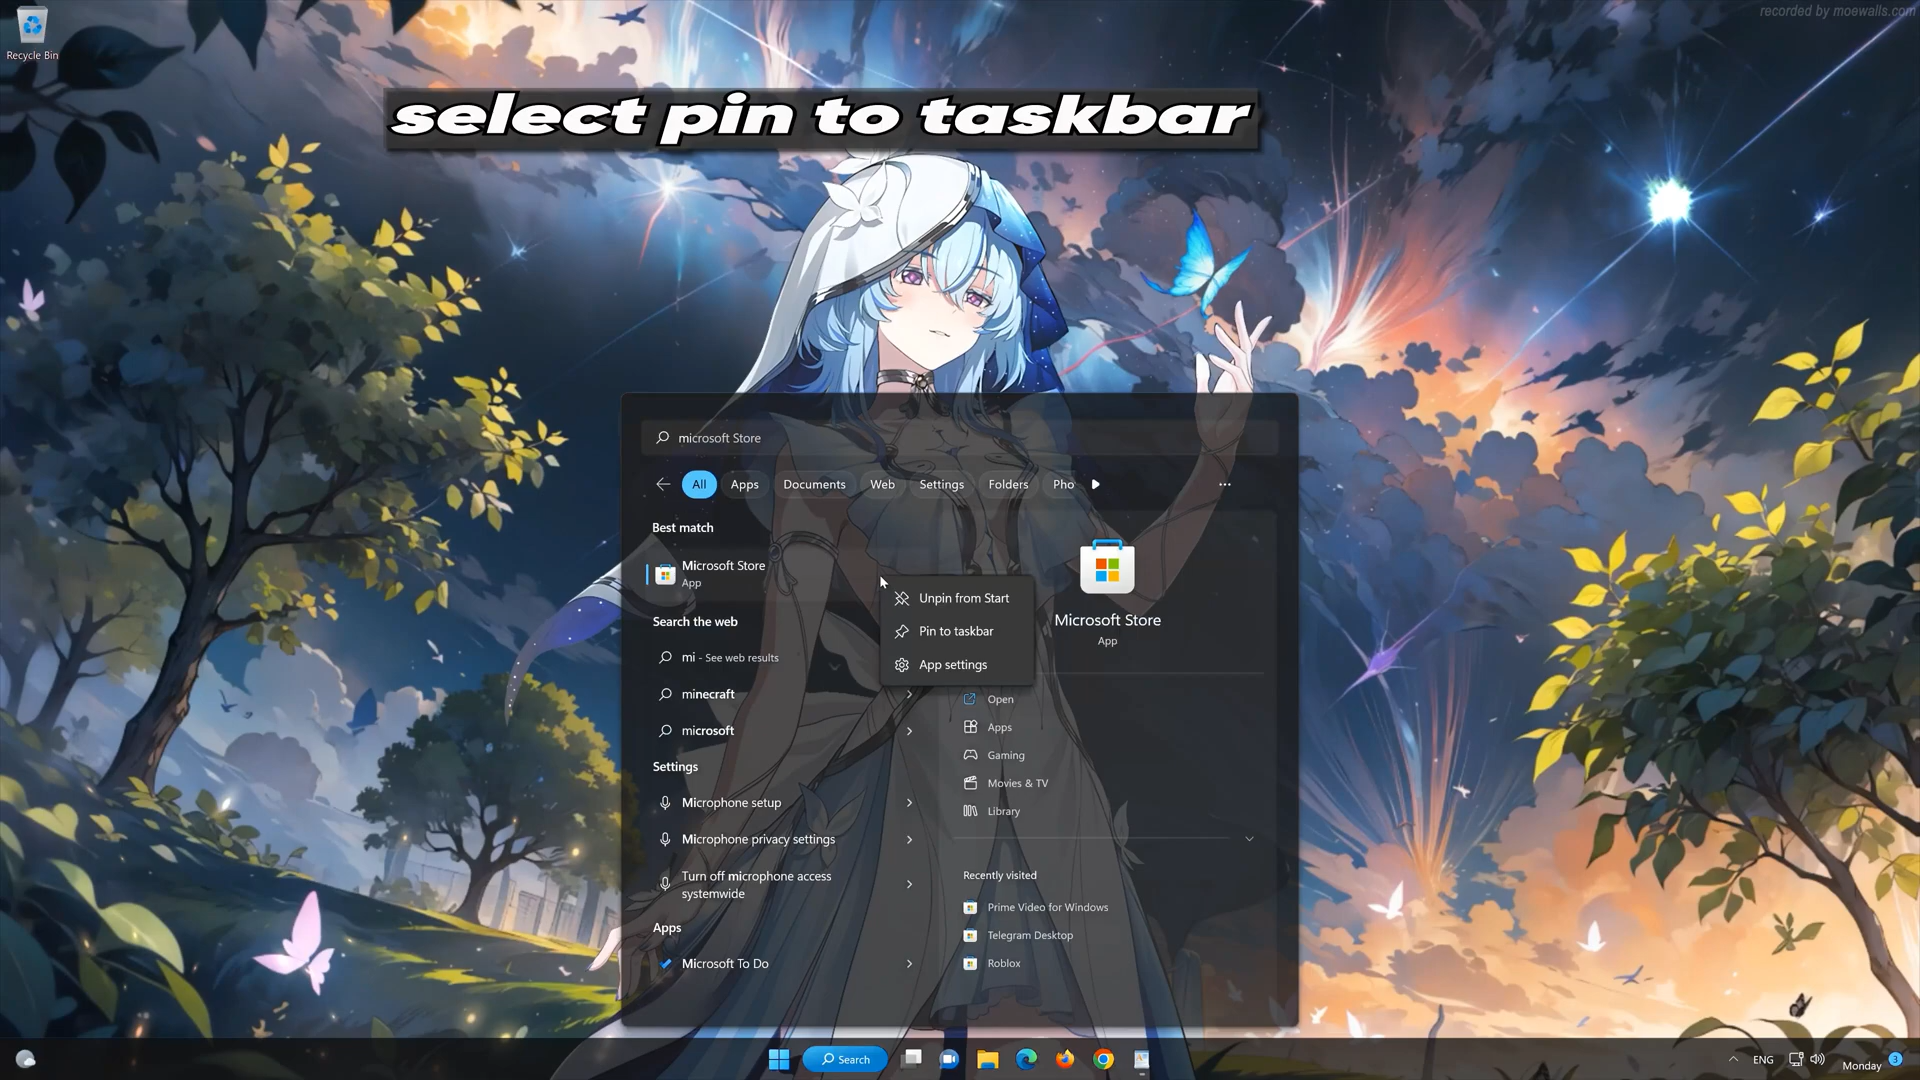 recorded by moewalls.com
Recycle Bin
select pin to taskbar
microsoft Store
All Apps Documents Web Settings Folders Pho
Best match
Microsoft Store
App
Unpin from Start
Pin to taskbar
App settings
Microsoft Store
App
Search the web
mi - See web results
minecraft
microsoft
Settings
Microphone setup
Microphone privacy settings
Turn off microphone access
systemwide
Apps
Microsoft To Do
Open
Apps
Gaming
Movies & TV
Library
Recently visited
Prime Video for Windows
Telegram Desktop
Roblox
Search
ENG
Monday 3